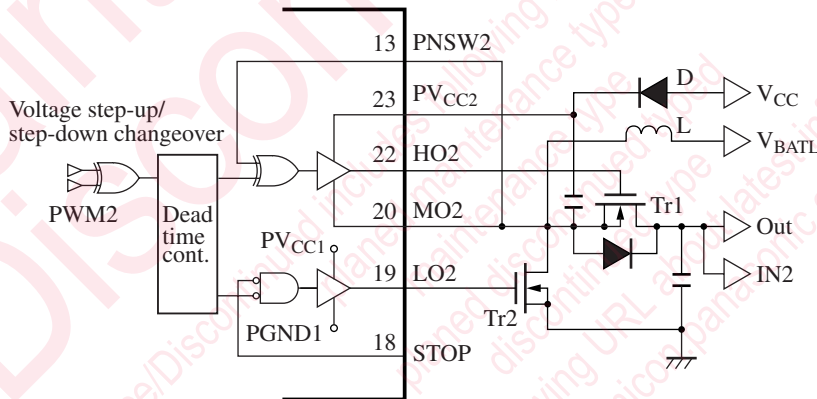 13 PNSW2
23 PVCC2
D
VCC
L
VBATL
Voltage step-up/
step-down changeover
22 HO2
PWM2
Dead
time
cont.
20 MO2
Tr1
Out
PVCC1
19 LO2
IN2
Tr2
PGND1
18 STOP